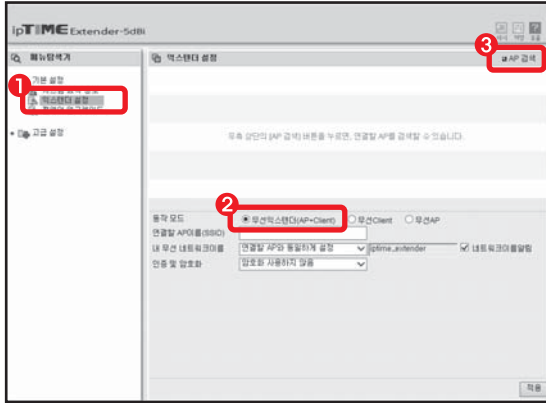 ipTIME Extender-5dBi
메뉴탐색기
기본 설정
익스텐더 설정
고급 설정
1
익스텐더 설정
3
AP 검색
우측 상단의 [AP 검색] 버튼을 누르면, 연결할 AP를 검색할 수 있습니다.
2
동작 모드
무선익스텐더(AP+Client)
무선Client
무선AP
연결할 AP이름(SSID)
내 무선 네트워크이름
연결할 AP와 동일하게 설정
iptime_extender
네트워크이름알림
인증 및 암호화
암호화 사용하지 않음
적용